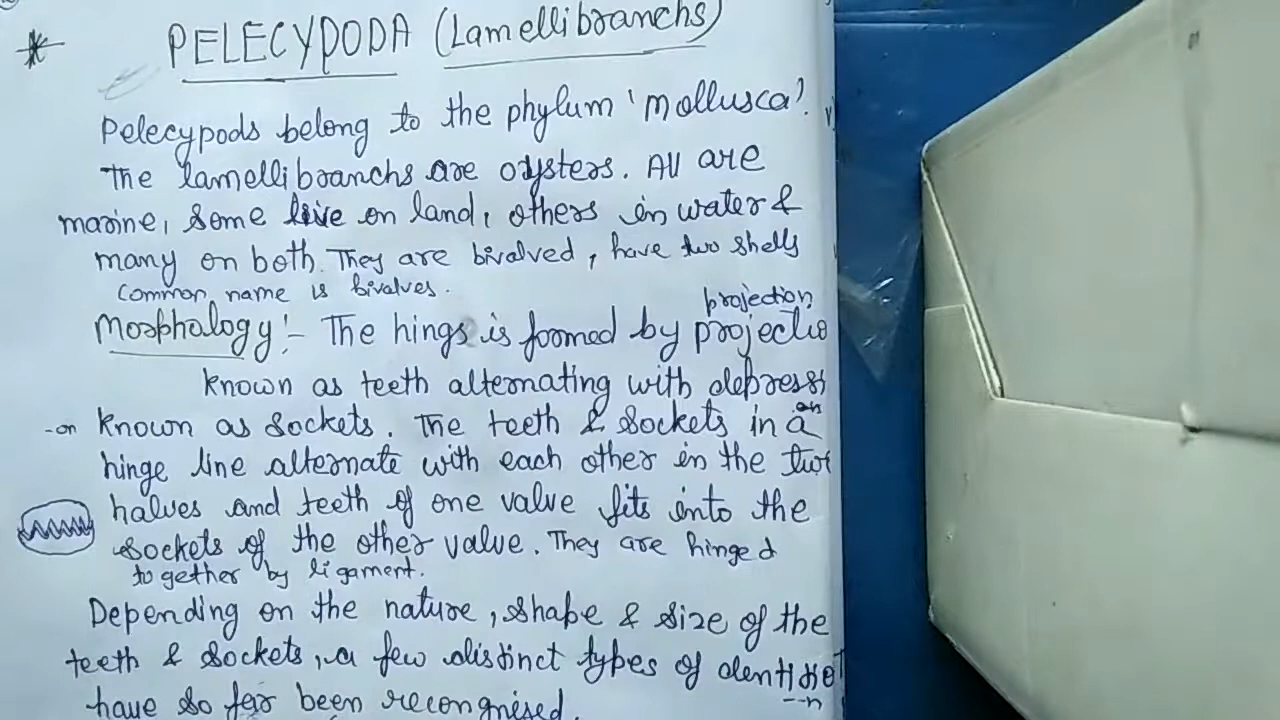 * PELECYPODA (Lamellibranchs)
Pelecypods belong to the phylum 'mollusca'.
The lamellibranchs are oysters. All are
marine, some live on land, others in water &
many on both. They are bivalved, have two shells
common name is bivalves.
projection
Morphalogy:- The hings is formed by projectio
known as teeth alternating with depressi
-on known as sockets. The teeth & sockets in an
hinge line alternate with each other in the two
halves and teeth of one valve fits into the
sockets of the other valve. They are hinged
together by ligament.
Depending on the nature, shape & size of the
teeth & sockets, a few distinct types of dentitio
--n
have so far been recongnised.